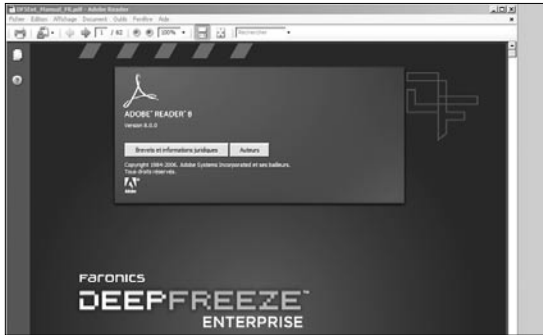 DFSEnt_Manual_FR.pdf - Adobe Reader
Fichier Edition Affichage Document Outils Fenêtre Aide
1 / 62 100% Rechercher
ADOBE® READER® 8
Version 8.0.0
Brevets et informations juridiques Auteurs
Copyright 1984-2006. Adobe Systems Incorporated et ses bailleurs.
Tous droits réservés.
Adobe
Faronics
DEEPFREEZE™
ENTERPRISE